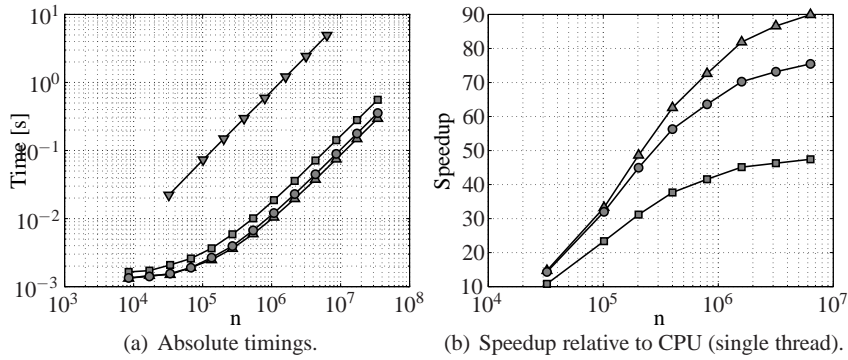 10^1
10^0
10^-1
10^-2
10^-3
Time [s]
10^3 10^4 10^5 10^6 10^7 10^8
n
(a) Absolute timings.
90
80
70
60
50
40
30
20
10
Speedup
10^4 10^5 10^6 10^7
n
(b) Speedup relative to CPU (single thread).